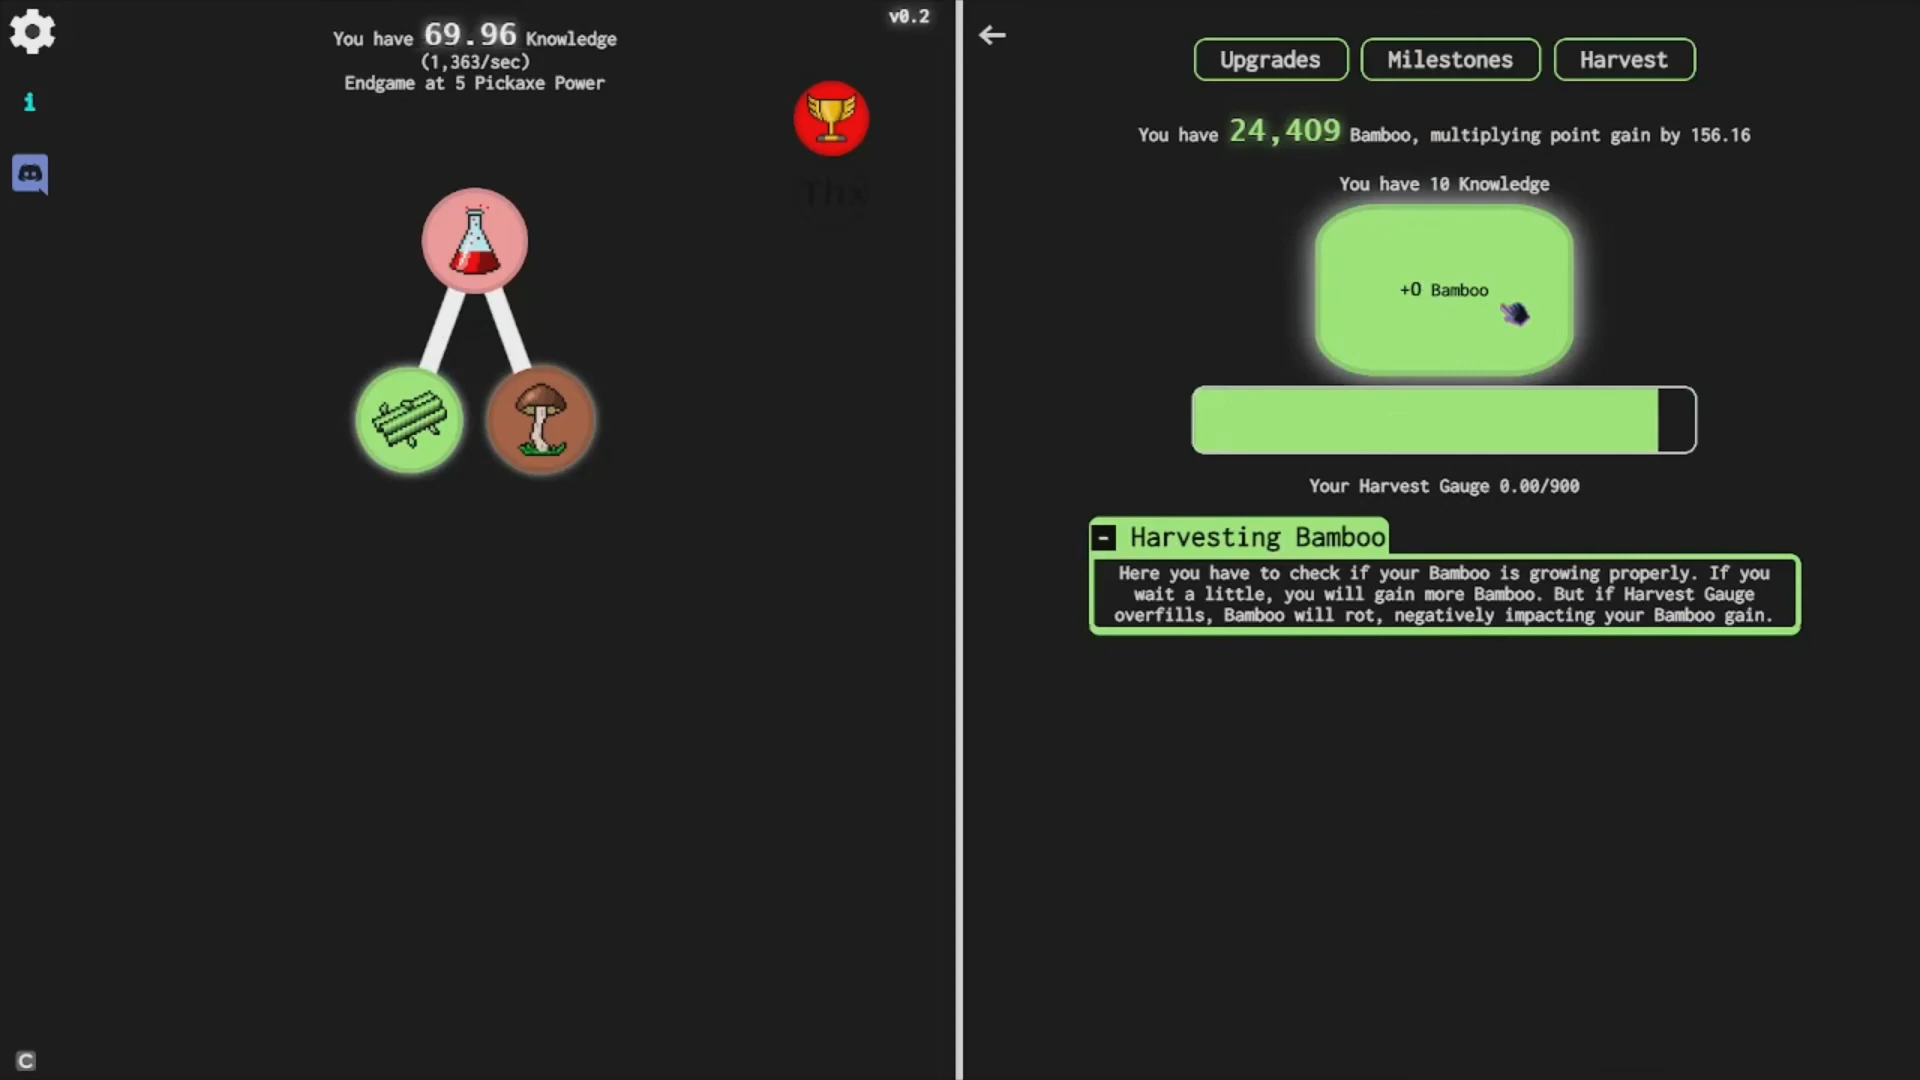 You have 69.96 Knowledge
(1,363/sec)
Endgame at 5 Pickaxe Power
v0.2
i
Thx
C
Upgrades
Milestones
Harvest
You have 24,409 Bamboo, multiplying point gain by 156.16
You have 10 Knowledge
+0 Bamboo
Your Harvest Gauge 0.00/900
- Harvesting Bamboo
Here you have to check if your Bamboo is growing properly. If you
wait a little, you will gain more Bamboo. But if Harvest Gauge
overfills, Bamboo will rot, negatively impacting your Bamboo gain.